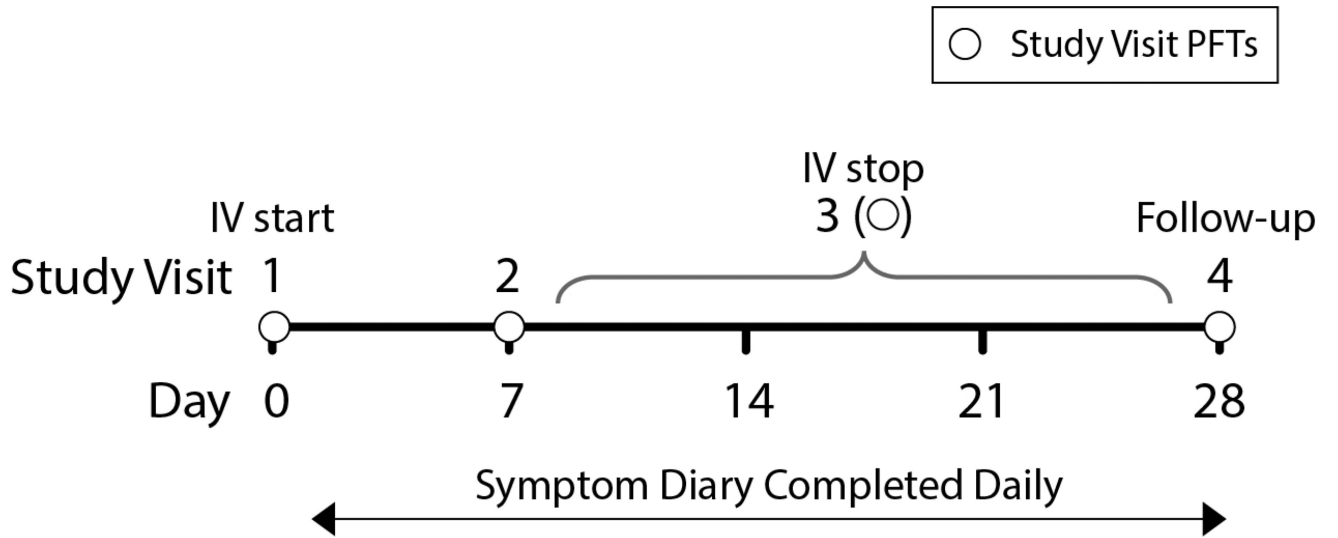 Study Visit PFTs
IV stop
3 (○)
IV start
Follow-up
Study Visit 1 2 4
Day 0 7 14 21 28
Symptom Diary Completed Daily